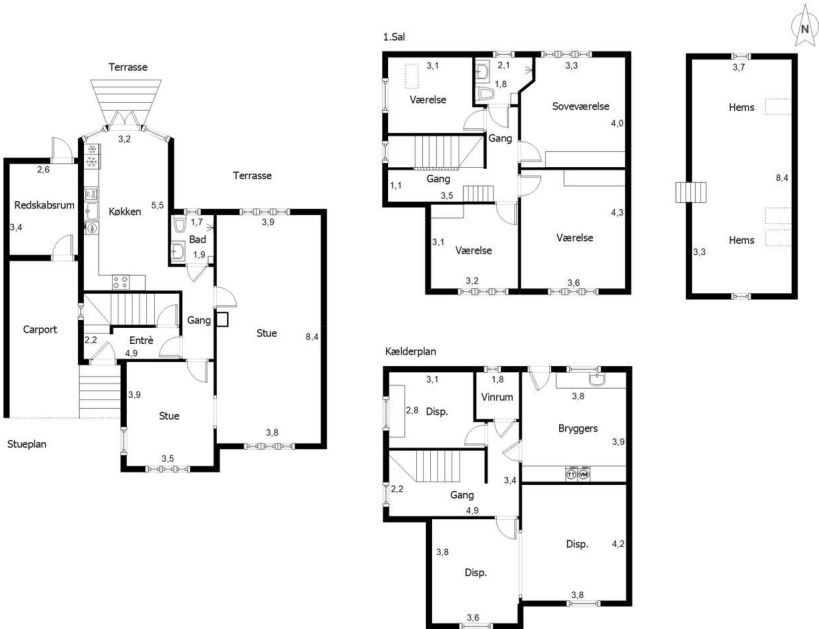 N
Terrasse
3,2
5,5
Køkken
2,6
Redskabsrum
3,4
Carport
Terrasse
1,7
Bad
1,9
3,9
Stue
8,4
3,8
Gang
2,2
Entrè
4,9
3,9
Stue
3,5
Stueplan
1.Sal
3,1
Værelse
2,1
1,8
3,3
Soveværelse
4,0
Gang
1,1
Gang
3,5
3,1
Værelse
3,2
4,3
Værelse
3,6
3,7
Hems
8,4
3,3
Hems
Kælderplan
3,1
2,8
Disp.
1,8
Vinrum
3,8
Bryggers
3,9
TT
VM
2,2
Gang
4,9
3,4
3,8
Disp.
3,6
4,2
Disp.
3,8